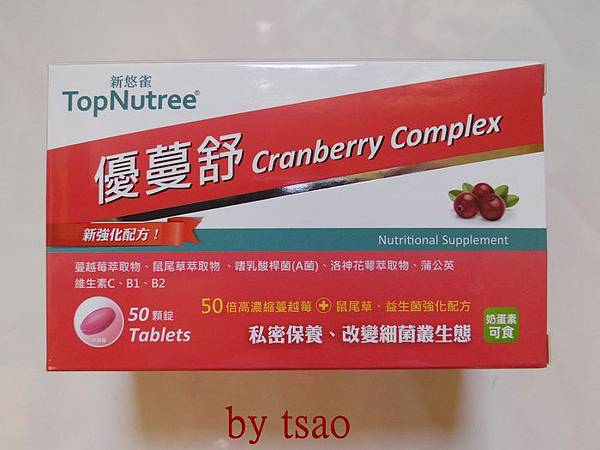 新悠雀
TopNutree®
優蔓舒 Cranberry Complex
新強化配方！
Nutritional Supplement
蔓越莓萃取物、鼠尾草萃取物、嗜乳酸桿菌(A菌)、洛神花萼萃取物、蒲公英
維生素C、B1、B2
50顆錠
Tablets
50倍高濃縮蔓越莓+鼠尾草、益生菌強化配方
私密保養、改變細菌叢生態
奶蛋素
可食
by tsao